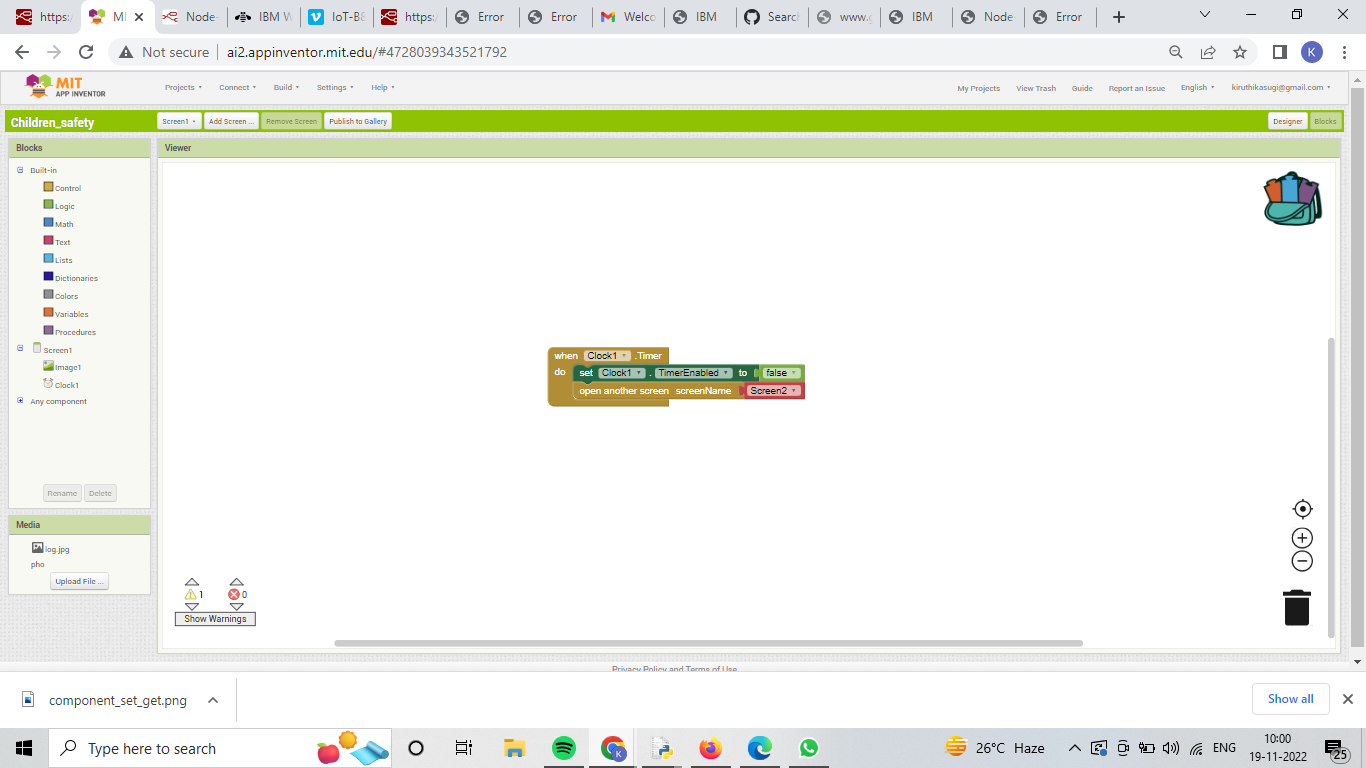 https:/
MI
Node-
IBM W
IoT-BE
https:/
Error
Error
Welco
IBM
Searc
www.g
IBM
Node-
Error
Not secure
ai2.appinventor.mit.edu/#4728039343521792
K
MIT
APP INVENTOR
Projects
Connect
Build
Settings
Help
My Projects
View Trash
Guide
Report an Issue
English
kiruthikasugi@gmail.com
Children_safety
Screen1
Add Screen ...
Remove Screen
Publish to Gallery
Designer
Blocks
Blocks
Viewer
Built-in
Control
Logic
Math
Text
Lists
Dictionaries
Colors
Variables
Procedures
Screen1
Image1
Clock1
Any component
Rename
Delete
Media
log.jpg
pho
Upload File ...
when Clock1 .Timer
do set Clock1 . TimerEnabled to false
open another screen screenName Screen2
1
0
Show Warnings
Privacy Policy and Terms of Use
component_set_get.png
Show all
Type here to search
K
26°C Haze
ENG
10:00
19-11-2022
25